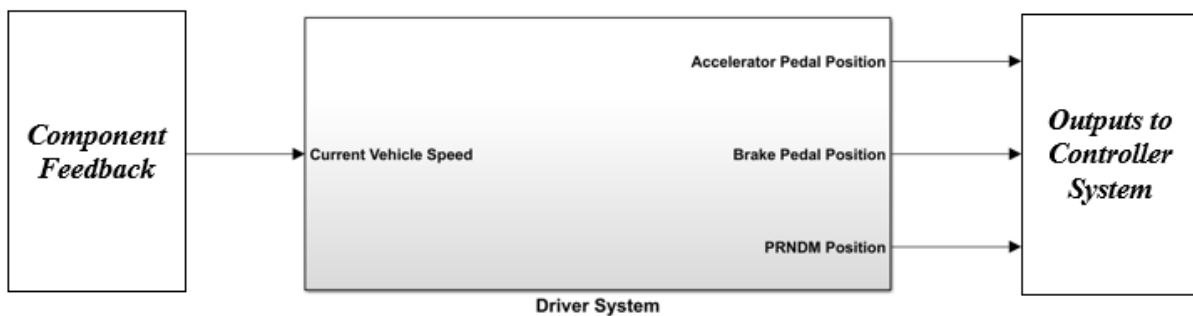 Component
Feedback
Current Vehicle Speed
Accelerator Pedal Position
Brake Pedal Position
PRNDM Position
Driver System
Outputs to
Controller
System